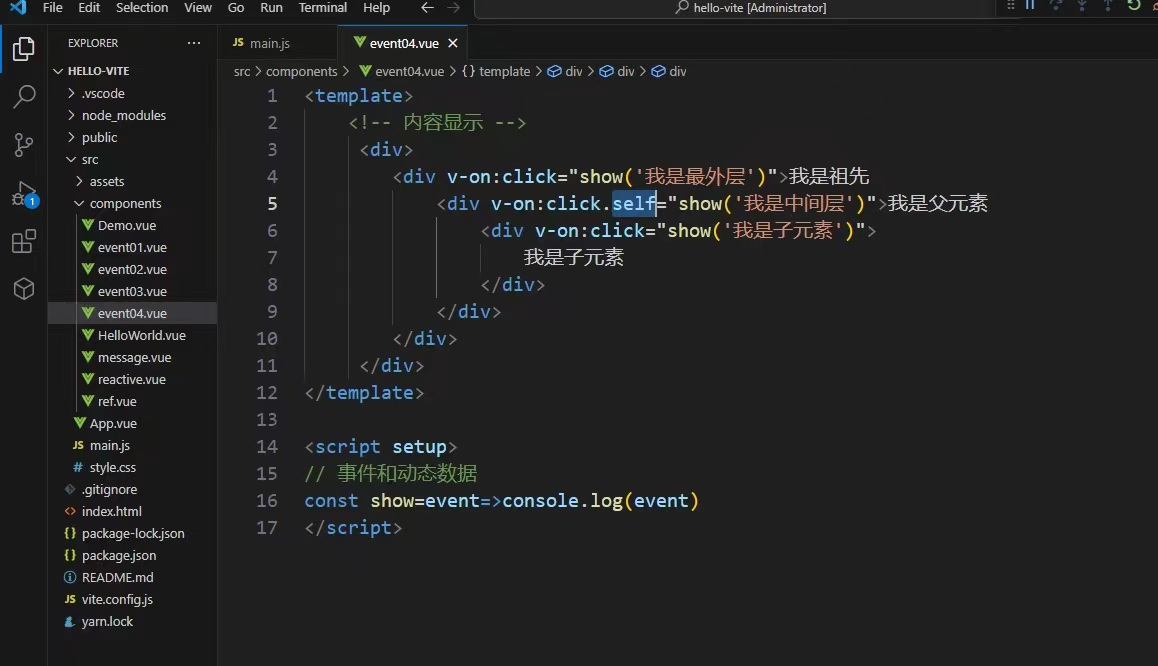 File Edit Selection View Go Run Terminal Help hello-vite [Administrator]
EXPLORER
JS main.js
event04.vue
src > components > event04.vue > {} template > div > div > div
HELLO-VITE
.vscode
node_modules
public
src
assets
components
Demo.vue
event01.vue
event02.vue
event03.vue
event04.vue
HelloWorld.vue
message.vue
reactive.vue
ref.vue
App.vue
JS main.js
# style.css
.gitignore
<> index.html
{} package-lock.json
{} package.json
README.md
JS vite.config.js
yarn.lock
1
1 <template>
2 <!-- 内容显示 -->
3 <div>
4 <div v-on:click="show('我是最外层')">我是祖先
5 <div v-on:click.self="show('我是中间层')">我是父元素
6 <div v-on:click="show('我是子元素')">
7 我是子元素
8 </div>
9 </div>
10 </div>
11 </div>
12 </template>
13
14 <script setup>
15 // 事件和动态数据
16 const show=event=>console.log(event)
17 </script>